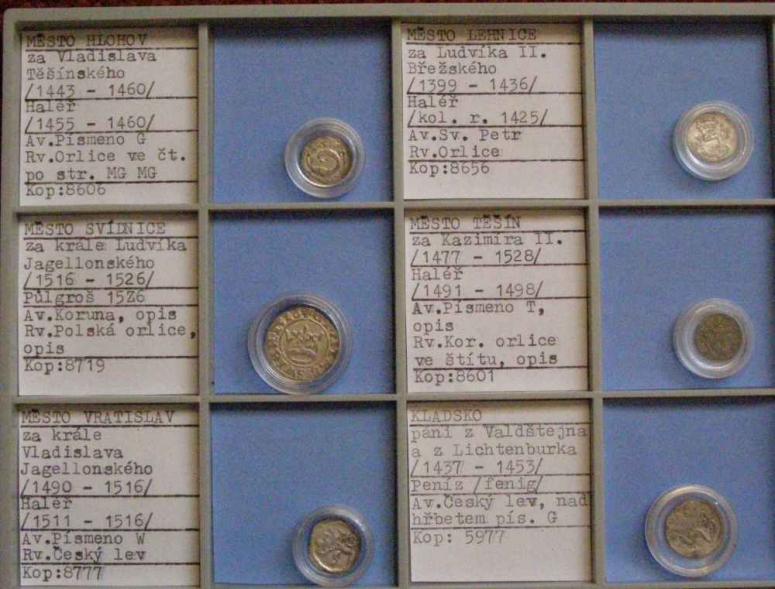 MĚSTO HLOHOV
za Vladislava
Těšínského
/1443 - 1460/
Haléř
/1455 - 1460/
Av.Písmeno G
Rv.Orlice ve čt.
po str. MG MG
Kop:8606
MĚSTO LEHNICE
za Ludvíka II.
Břežského
/1399 - 1436/
Haléř
/kol. r. 1425/
Av.Sv. Petr
Rv.Orlice
Kop:8656
MĚSTO SVÍDNICE
za krále Ludvíka
Jagellonského
/1516 - 1526/
Půlgroš 1526
Av.Koruna, opis
Rv.Polská orlice,
opis
Kop:8719
MĚSTO TĚŠÍN
za Kazimíra II.
/1477 - 1528/
Haléř
/1491 - 1498/
Av.Písmeno T,
opis
Rv.Kor. orlice
ve štítu, opis
Kop:8601
MĚSTO VRATISLAV
za krále
Vladislava
Jagellonského
/1490 - 1516/
Haléř
/1511 - 1516/
Av.Písmeno W
Rv.Český lev
Kop:8777
KLADSKO
páni z Valdštejna
a z Lichtenburka
/1437 - 1453/
Peníz /fenig/
Av.Český lev, nad
hřbetem pís. G
Kop: 5977